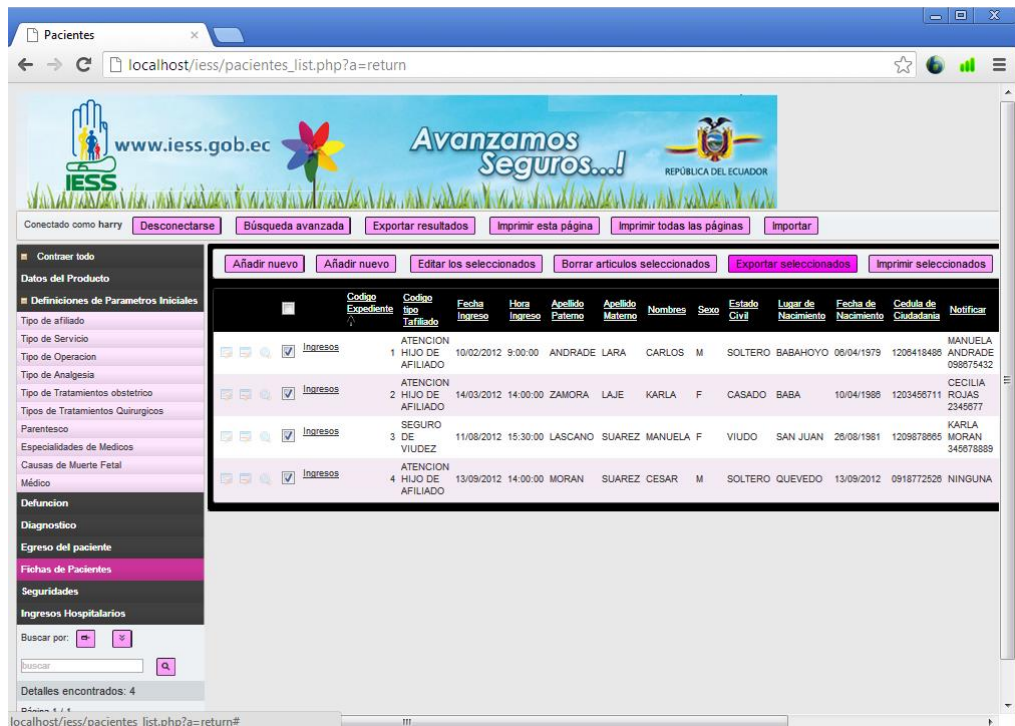 Pacientes
localhost/iess/pacientes_list.php?a=return
IESS
www.iess.gob.ec
Avanzamos
Seguros...!
REPÚBLICA DEL ECUADOR
Conectado como harry Desconectarse Búsqueda avanzada Exportar resultados Imprimir esta página Imprimir todas las páginas Importar
Contraer todo
Datos del Producto
Definiciones de Parametros Iniciales
Tipo de afiliado
Tipo de Servicio
Tipo de Operacion
Tipo de Analgesia
Tipo de Tratamientos obstetrico
Tipos de Tratamientos Quirurgicos
Parentesco
Especialidades de Medicos
Causas de Muerte Fetal
Médico
Defuncion
Diagnostico
Egreso del paciente
Fichas de Pacientes
Seguridades
Ingresos Hospitalarios
Buscar por:
buscar
Detalles encontrados: 4
Página 1 / 1
Añadir nuevo Añadir nuevo Editar los seleccionados Borrar articulos seleccionados Exportar seleccionados Imprimir seleccionados
Codigo Expediente Codigo tipo Tafiliado Fecha Ingreso Hora Ingreso Apellido Paterno Apellido Materno Nombres Sexo Estado Civil Lugar de Nacimiento Fecha de Nacimiento Cedula de Ciudadania Notificar
Ingresos 1 ATENCION HIJO DE AFILIADO 10/02/2012 9:00:00 ANDRADE LARA CARLOS M SOLTERO BABAHOYO 06/04/1979 1206418486 MANUELA ANDRADE 098675432
Ingresos 2 ATENCION HIJO DE AFILIADO 14/03/2012 14:00:00 ZAMORA LAJE KARLA F CASADO BABA 10/04/1986 1203456711 CECILIA ROJAS 2345677
Ingresos 3 SEGURO DE VIUDEZ 11/08/2012 15:30:00 LASCANO SUAREZ MANUELA F VIUDO SAN JUAN 26/08/1981 1209878665 KARLA MORAN 345678889
Ingresos 4 ATENCION HIJO DE AFILIADO 13/09/2012 14:00:00 MORAN SUAREZ CESAR M SOLTERO QUEVEDO 13/09/2012 0918772526 NINGUNA
localhost/iess/pacientes_list.php?a=return#